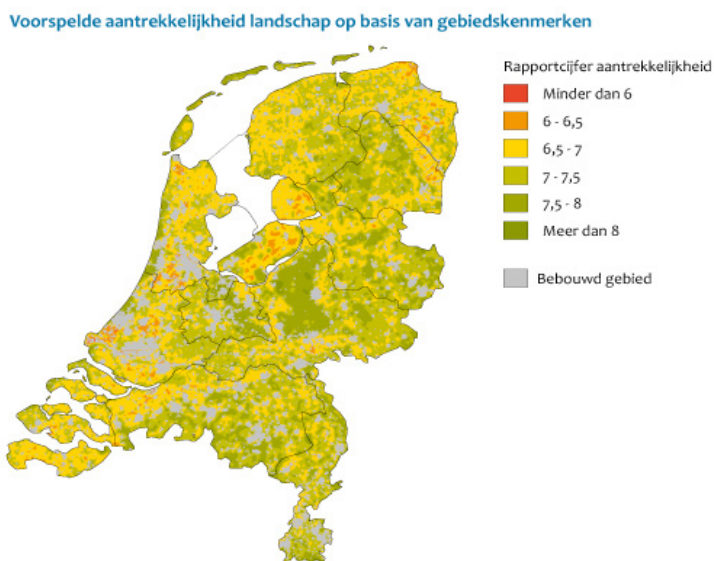 Voorspelde aantrekkelijkheid landschap op basis van gebiedskenmerken
Rapportcijfer aantrekkelijkheid
Minder dan 6
6 - 6,5
6,5 - 7
7 - 7,5
7,5 - 8
Meer dan 8
Bebouwd gebied